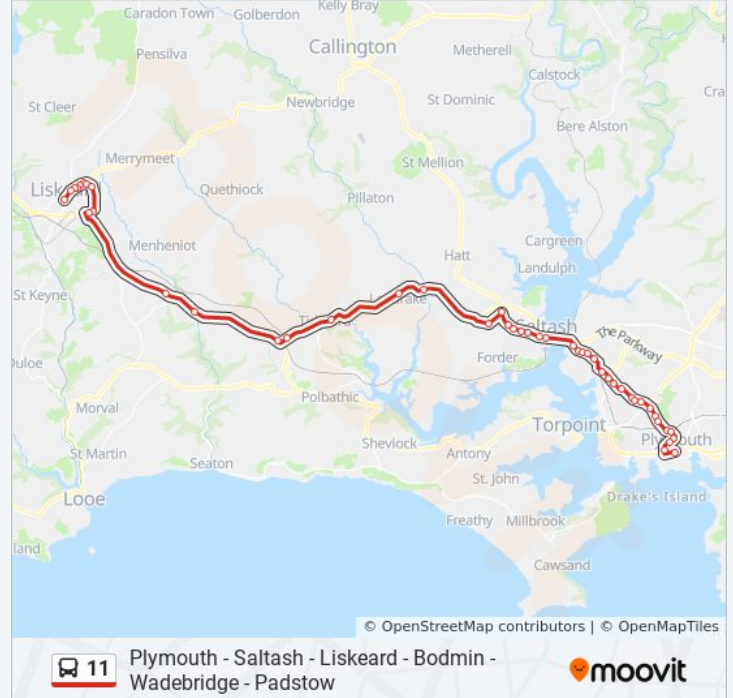 Caradon Town
Golberdon
Kelly Bray
Pensilva
Callington
Metherell
Calstock
St Cleer
Newbridge
St Dominic
Bere Alston
Merrymeet
St Mellion
Quethiock
Pillaton
Menheniot
Hatt
Cargreen
Landulph
St Keyne
Saltash
The Parkway
Forder
Polbathic
Morval
Torpoint
Plymouth
St Martin
Seaton
Sheviock
Antony
St. John
Drake's Island
Looe
Freathy
Millbrook
Cawsand
© OpenStreetMap contributors | © OpenMapTiles
11
Plymouth - Saltash - Liskeard - Bodmin -
Wadebridge - Padstow
moovit